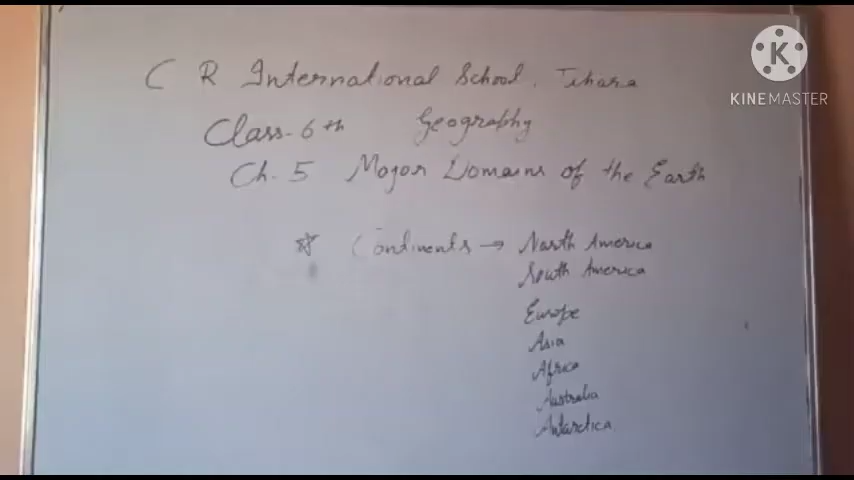 C R International School, Jhara
Class-6th Geography
Ch. 5 Major Domains of the Earth
☆ Continents → North America
South America
Europe
Asia
Africa
Australia
Antarctica
K
KINEMASTER